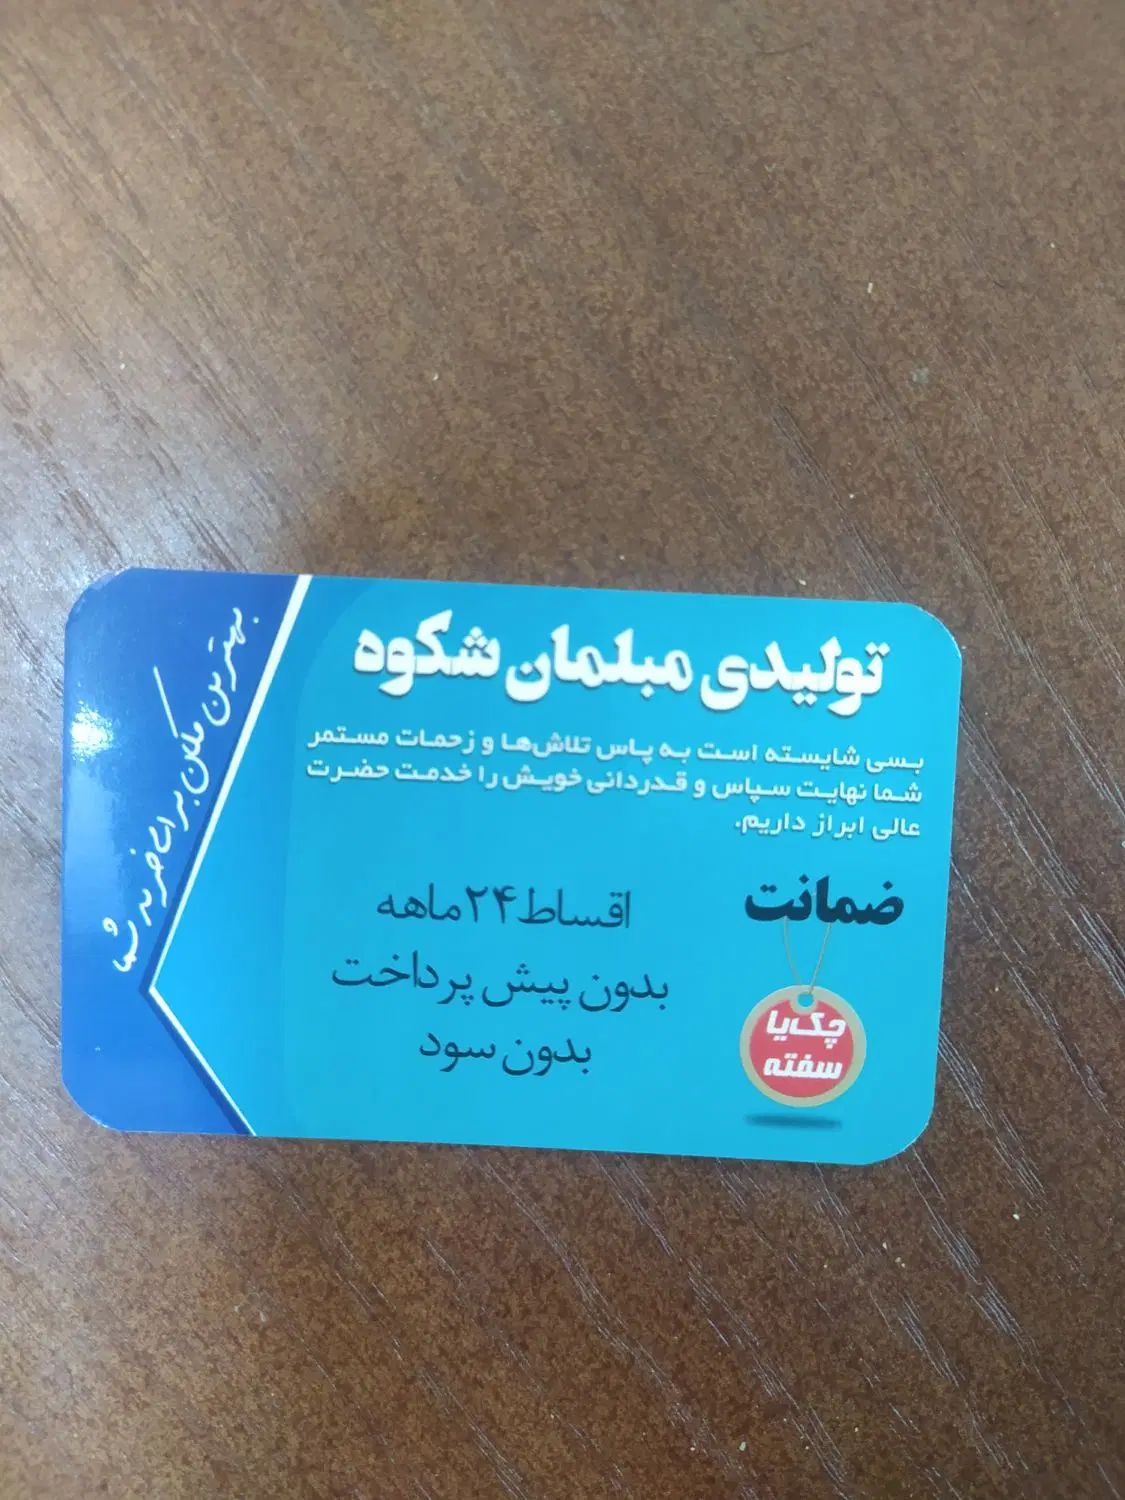 تولیدی مبلمان شکوه
بسی شایسته است به پاس تلاش‌ها و زحمات مستمر
شما نهایت سپاس و قدردانی خویش را خدمت حضرت
عالی ابراز داریم.
ضمانت
چک یا
سفته
اقساط ۲۴ ماهه
بدون پیش پرداخت
بدون سود
بهترین مکان برای خرید شما